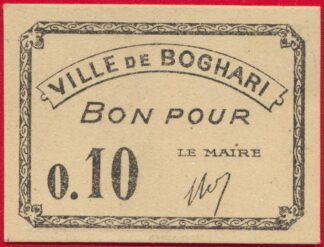 VILLE DE BOGHARI
BON POUR
LE MAIRE
0.10